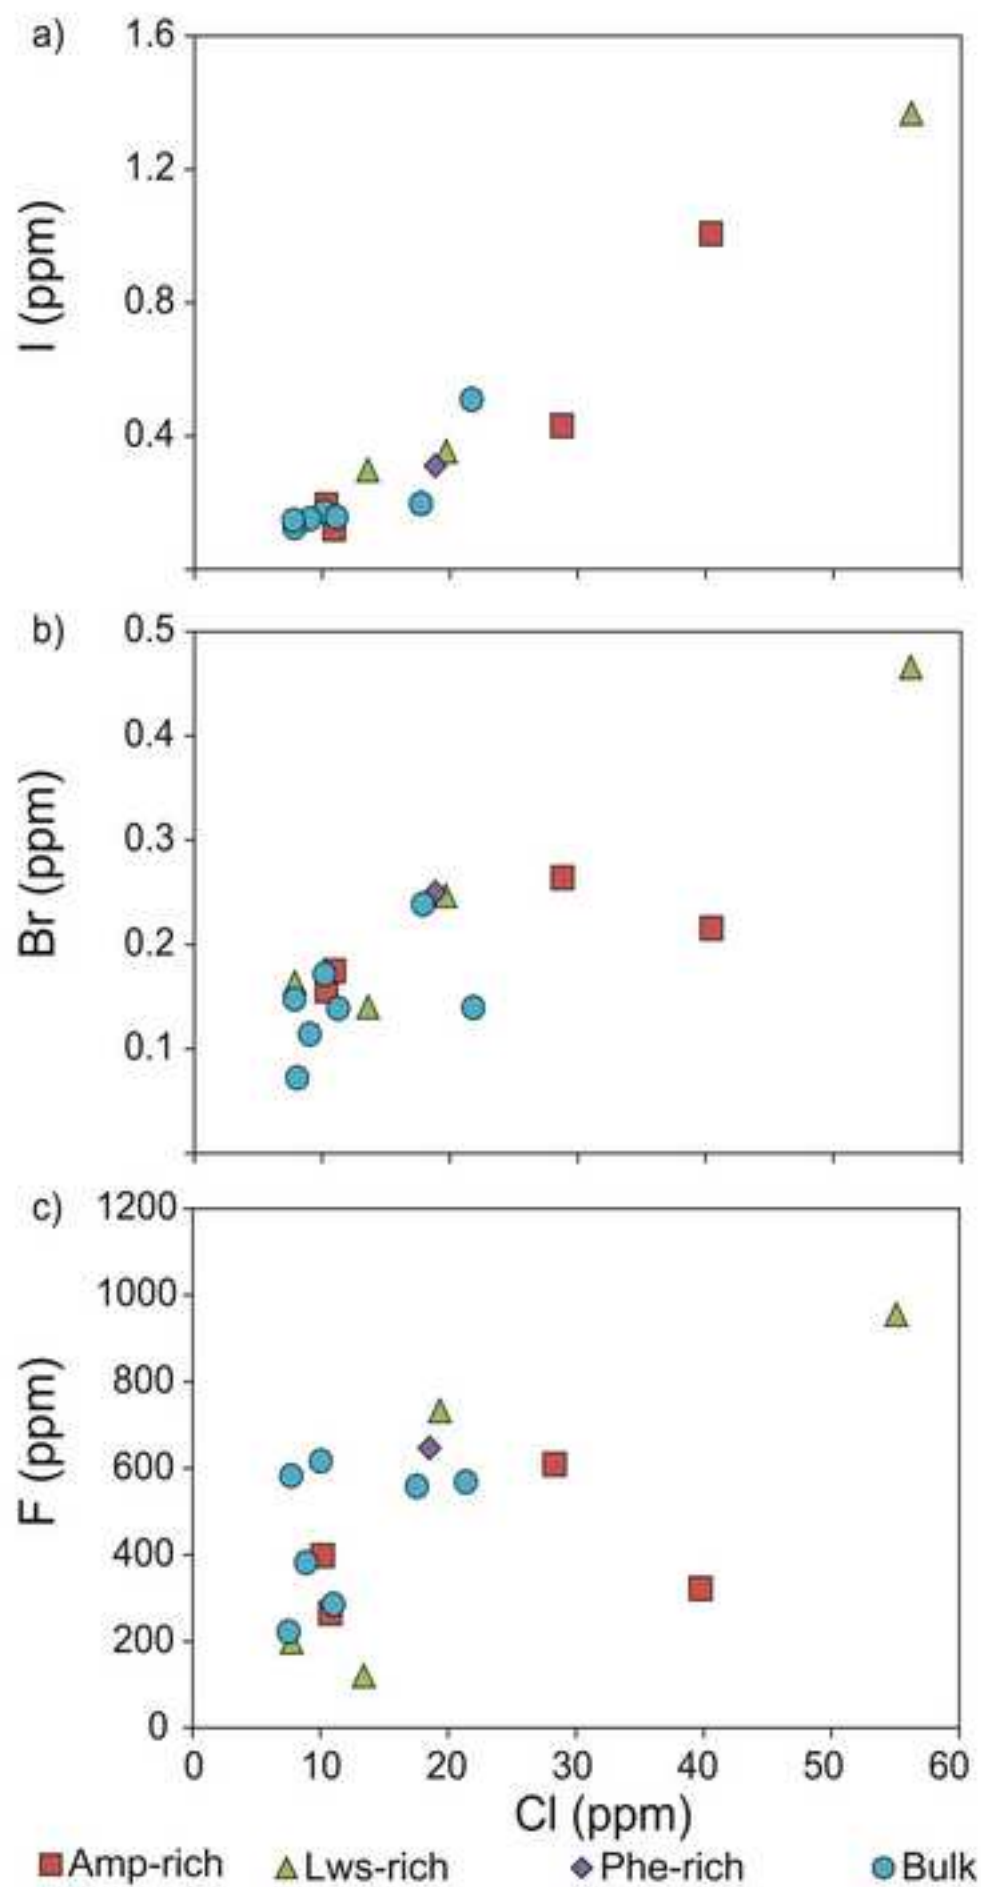 a)
1.6
1.2
0.8
0.4
I (ppm)
b)
0.5
0.4
0.3
0.2
0.1
Br (ppm)
c)
1200
1000
800
600
400
200
0
F (ppm)
0 10 20 30 40 50 60
Cl (ppm)
Amp-rich Lws-rich Phe-rich Bulk